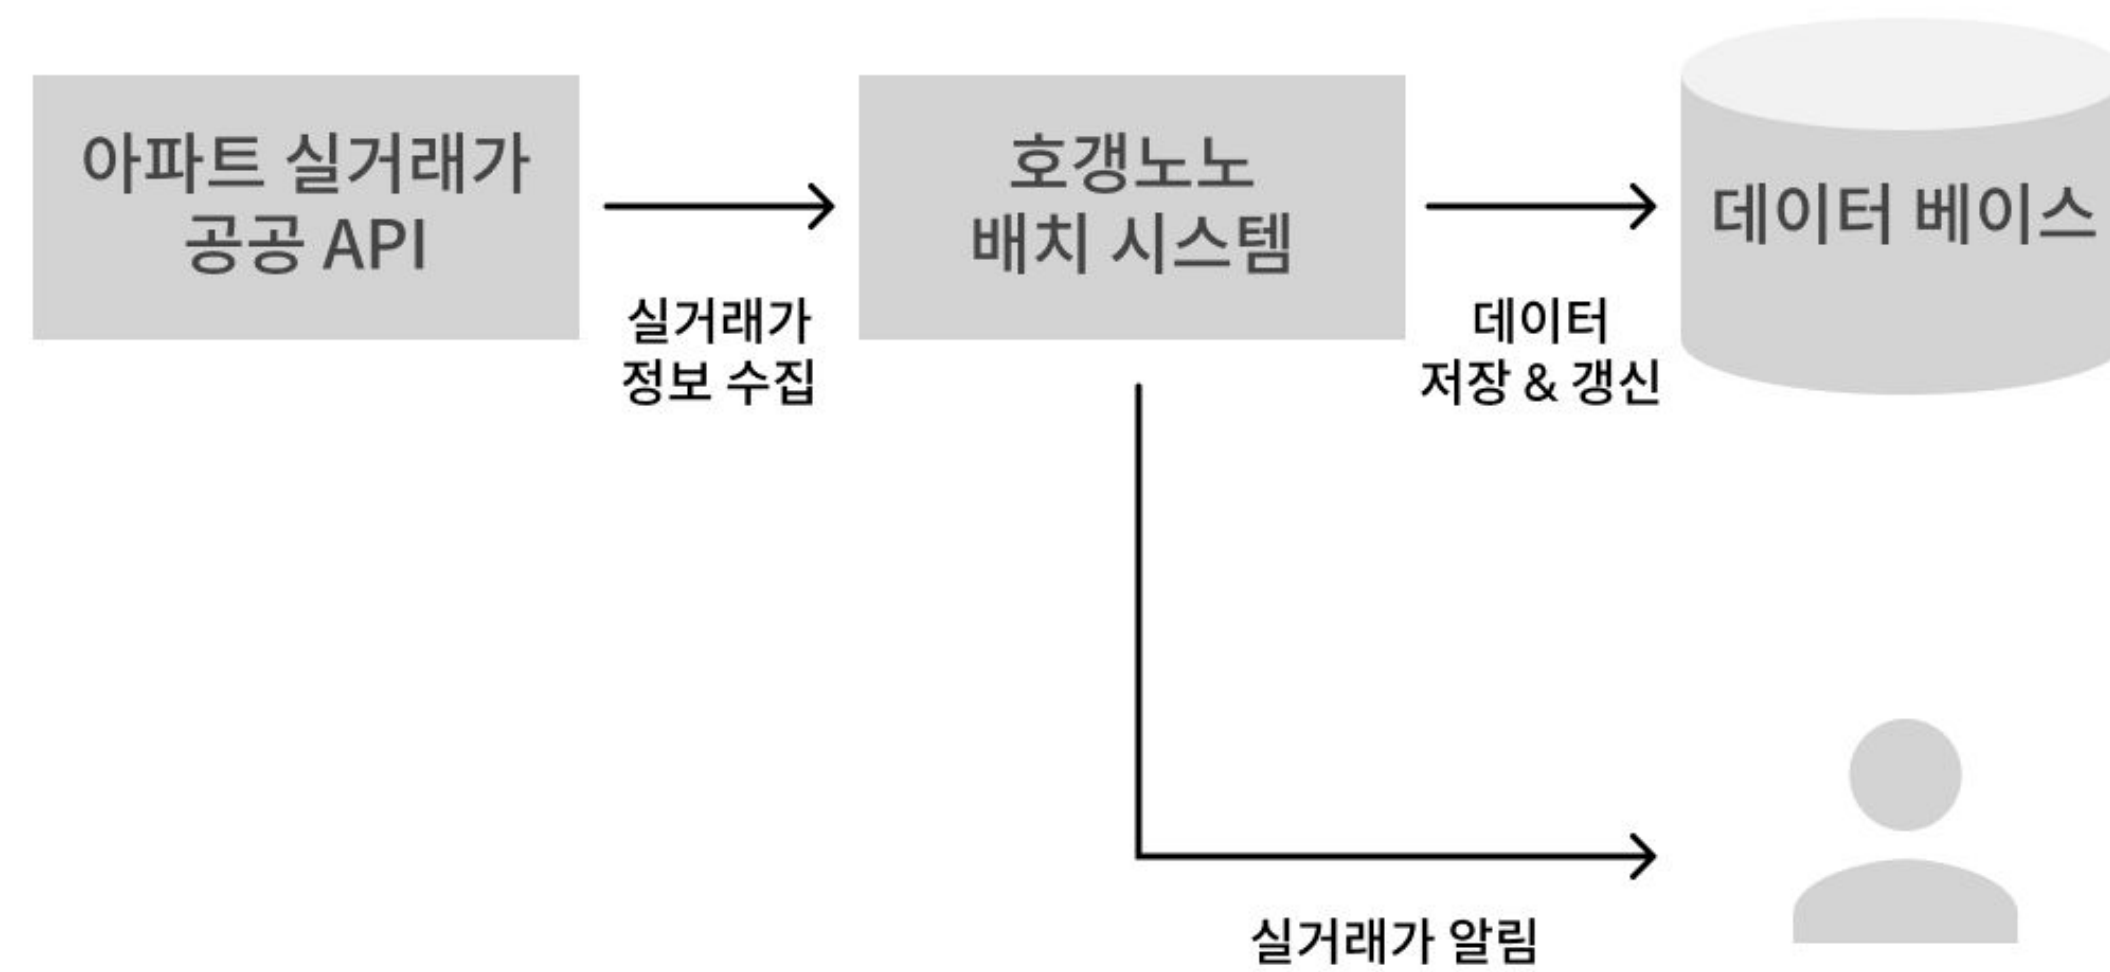 아파트 실거래가
공공 API
실거래가
정보 수집
호갱노노
배치 시스템
데이터
저장 & 갱신
데이터 베이스
실거래가 알림